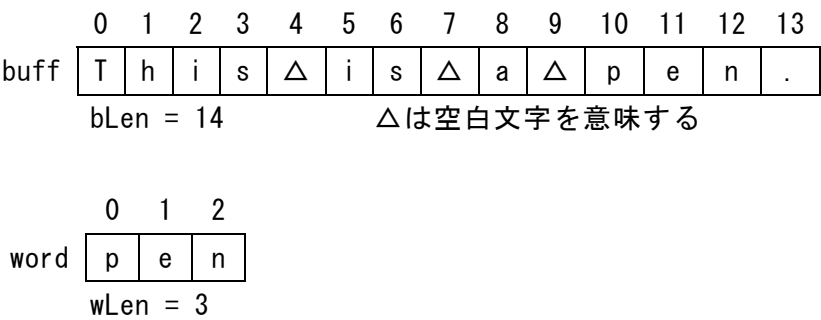 0 1 2 3 4 5 6 7 8 9 10 11 12 13
buff T h i s △ i s △ a △ p e n .
bLen = 14 △は空白文字を意味する
0 1 2
word p e n
wLen = 3